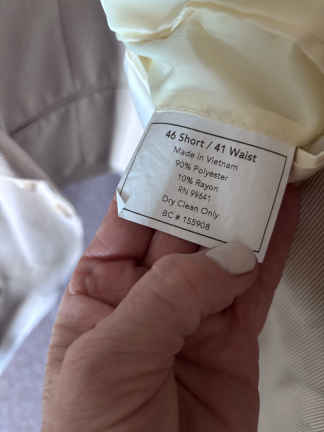 46 Short / 41 Waist
Made in Vietnam
90% Polyester
10% Rayon
RN 99641
Dry Clean Only
BC # 155908